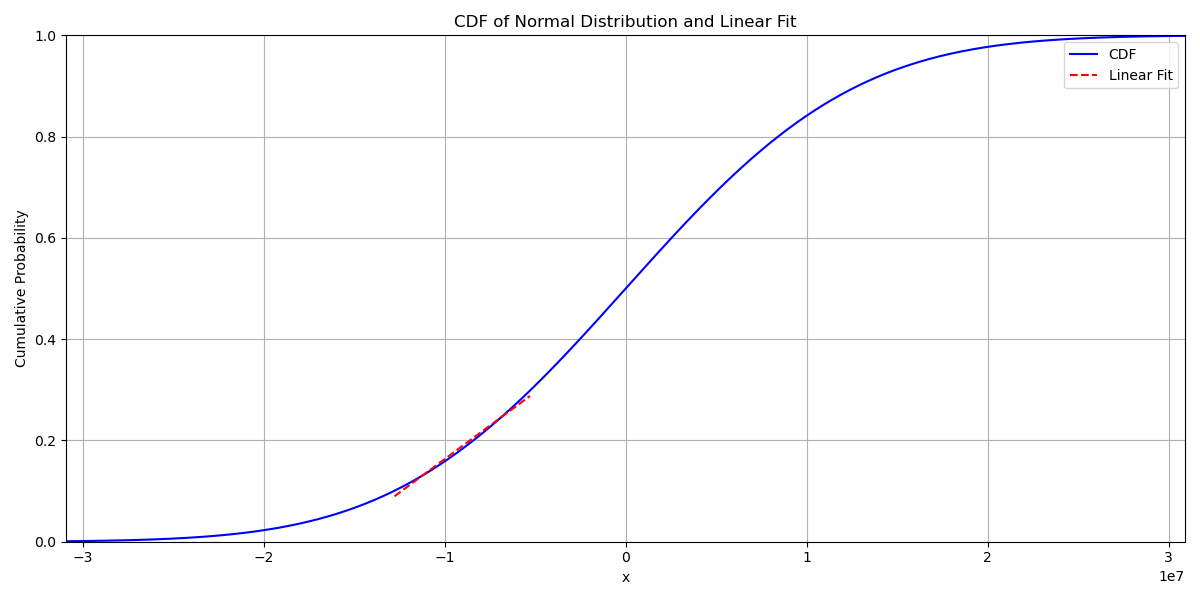 CDF of Normal Distribution and Linear Fit
CDF
Linear Fit
Cumulative Probability
1.0
0.8
0.6
0.4
0.2
0.0
−3 −2 −1 0 1 2 3
1e7
x